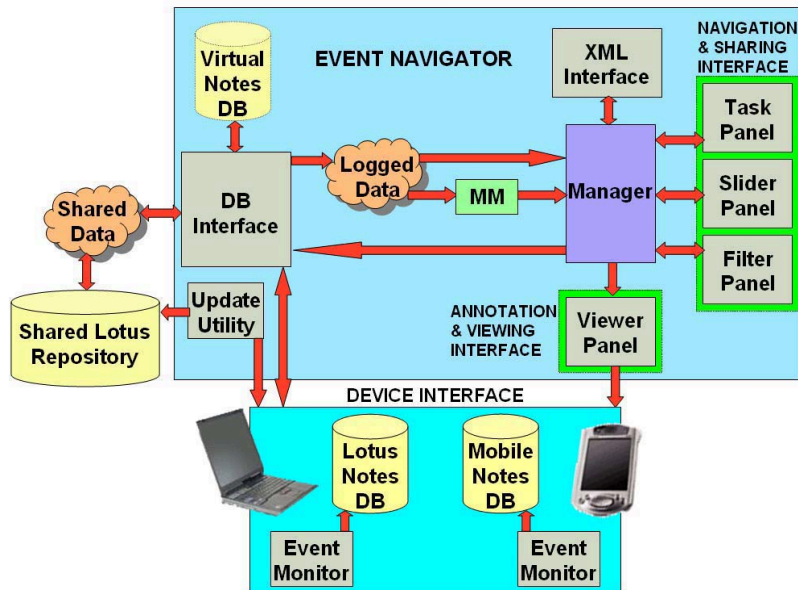 Virtual
Notes
DB
EVENT NAVIGATOR
XML
Interface
NAVIGATION
& SHARING
INTERFACE
Task
Panel
Logged
Data
Manager
DB
Interface
MM
Slider
Panel
Shared
Data
Filter
Panel
Update
Utility
Shared Lotus
Repository
ANNOTATION
& VIEWING
INTERFACE
Viewer
Panel
DEVICE INTERFACE
Lotus
Notes
DB
Mobile
Notes
DB
Event
Monitor
Event
Monitor